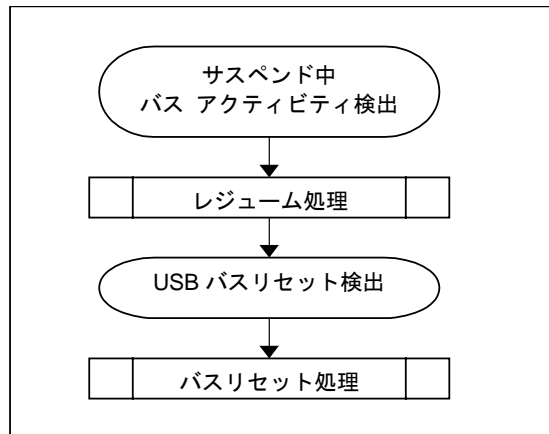 サスペンド中
バス アクティビティ検出
レジューム処理
USB バスリセット検出
バスリセット処理